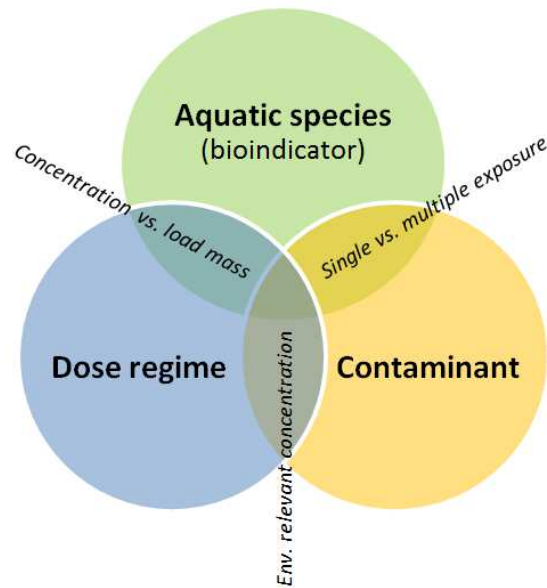 Aquatic species
(bioindicator)
Concentration vs. load mass
Single vs. multiple exposure
Dose regime
Contaminant
Env. relevant concentration